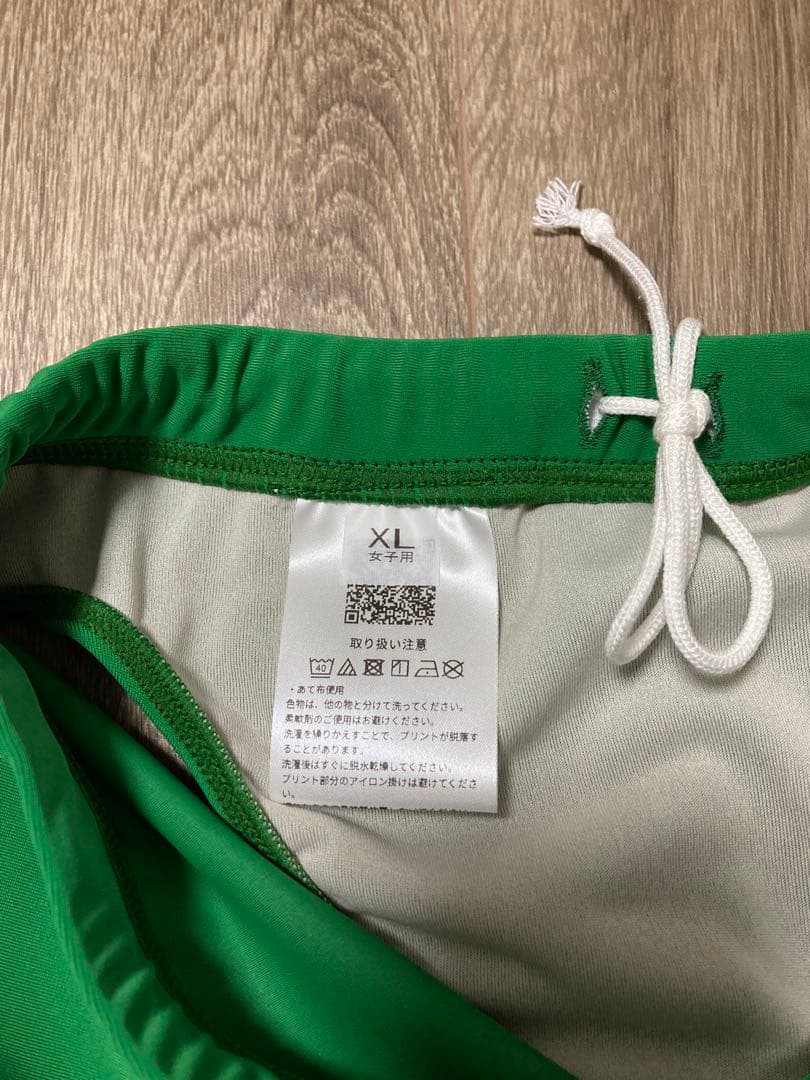 XL
女子用
取り扱い注意
40
・あて布使用
色物は、他の物と分けて洗ってください。
柔軟剤のご使用はお避けください。
洗濯を繰りかえすことで、プリントが脱落す
ることがあります。
洗濯後はすぐに脱水乾燥してください。
プリント部分のアイロン掛けは避けてくださ
い。